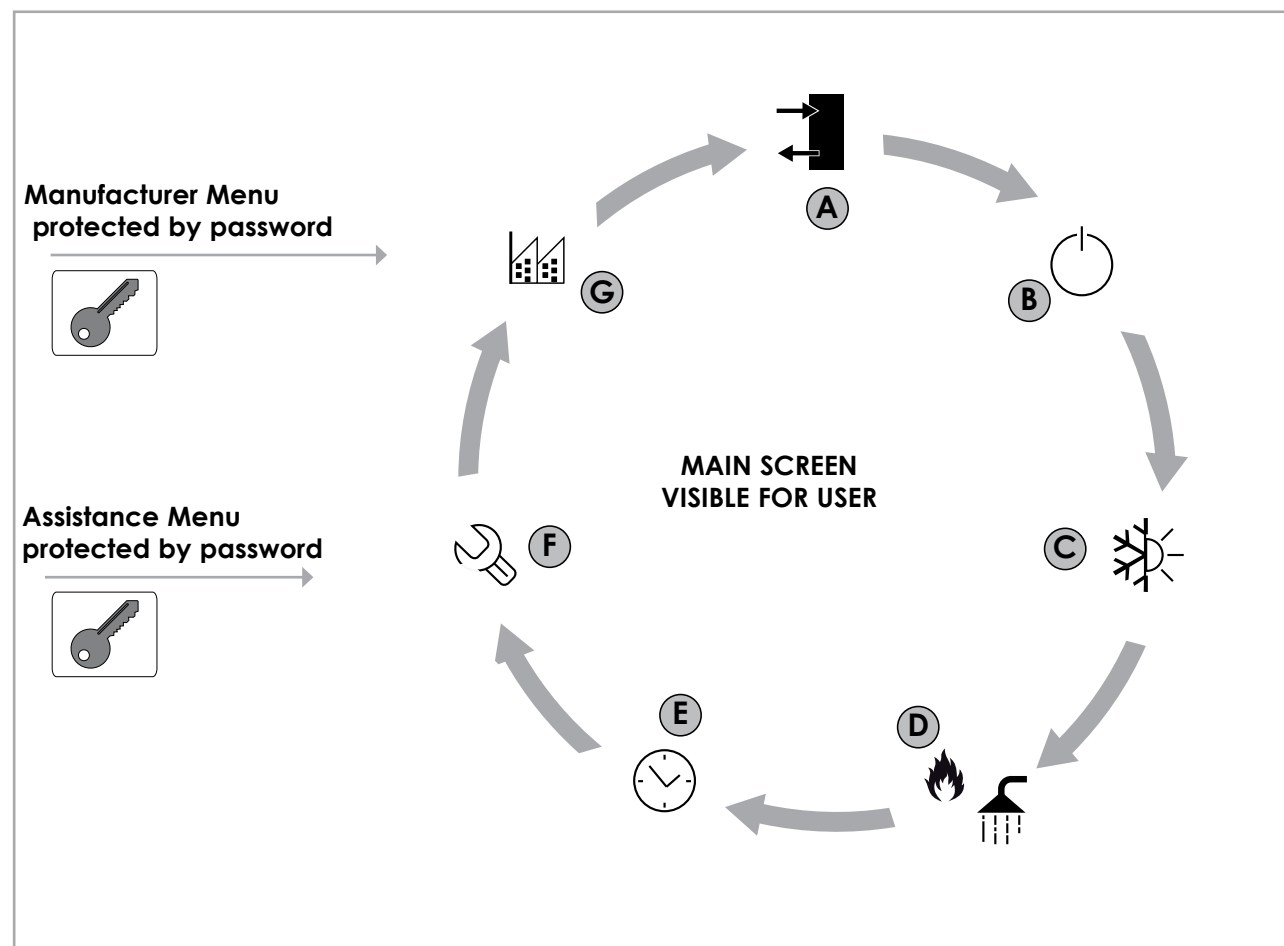 Manufacturer Menu
protected by password
Assistance Menu
protected by password
MAIN SCREEN
VISIBLE FOR USER
A
B
C
D
E
F
G